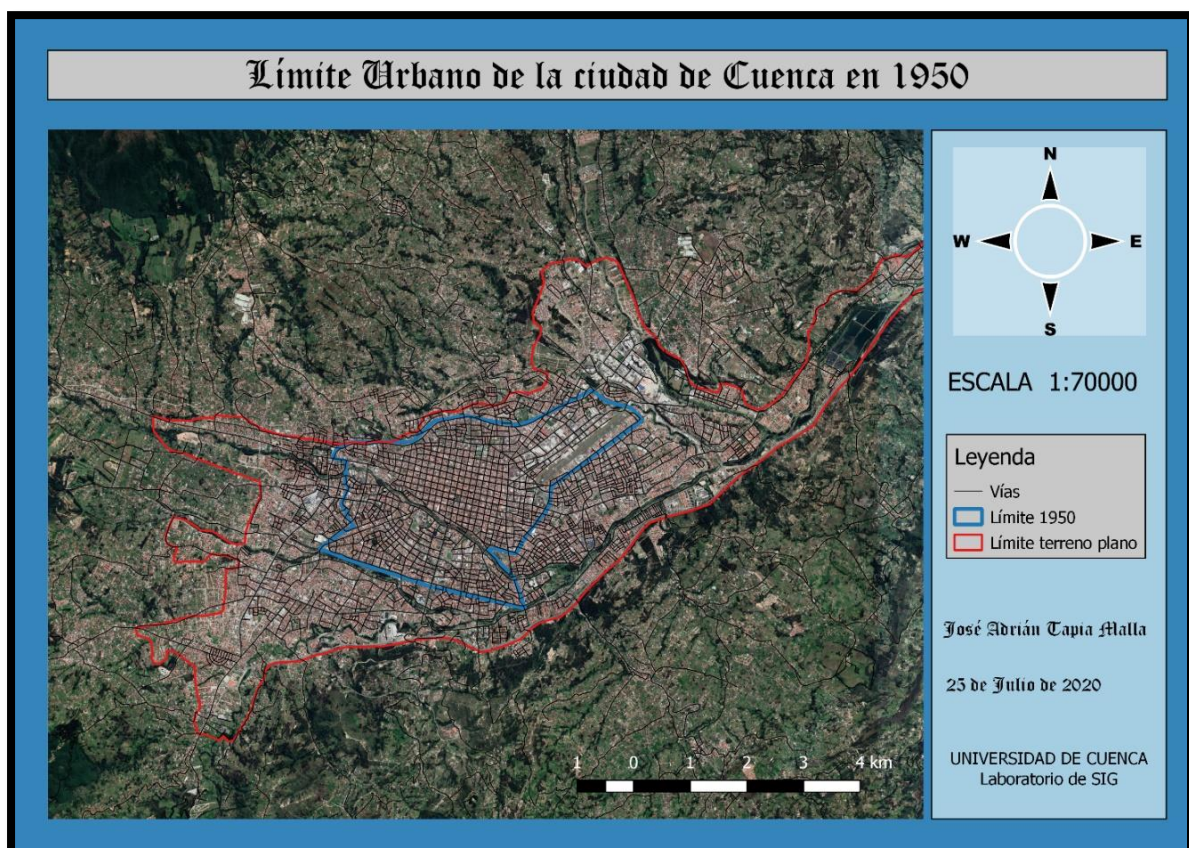 Límite Urbano de la ciudad de Cuenca en 1950
N
W E
S
ESCALA 1:70000
Leyenda
Vías
Límite 1950
Límite terreno plano
José Adrián Tapia Malla
25 de Julio de 2020
UNIVERSIDAD DE CUENCA
Laboratorio de SIG
1 0 1 2 3 4 km